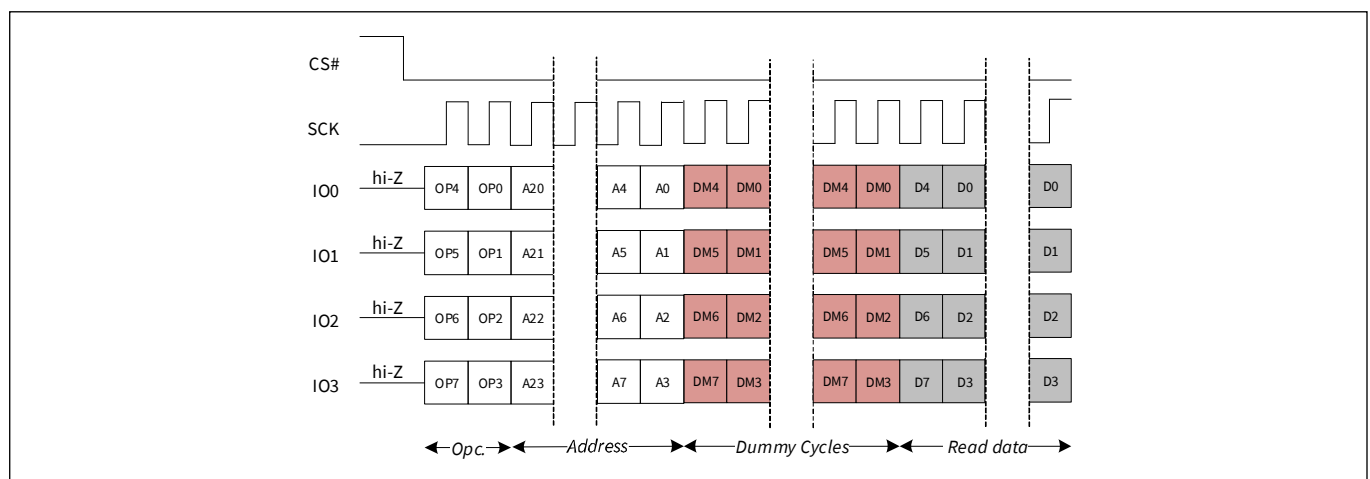 CS#
SCK
IO0 hi-Z OP4 OP0 A20 A4 A0 DM4 DM0 DM4 DM0 D4 D0 D0
IO1 hi-Z OP5 OP1 A21 A5 A1 DM5 DM1 DM5 DM1 D5 D1 D1
IO2 hi-Z OP6 OP2 A22 A6 A2 DM6 DM2 DM6 DM2 D6 D2 D2
IO3 hi-Z OP7 OP3 A23 A7 A3 DM7 DM3 DM7 DM3 D7 D3 D3
Opc. Address Dummy Cycles Read data